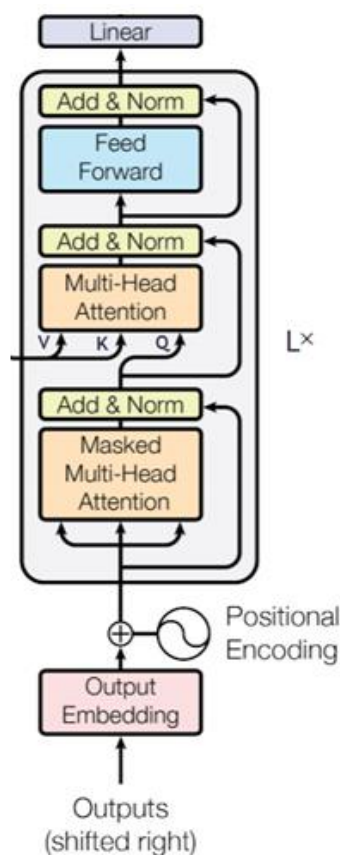 Linear
Add & Norm
Feed
Forward
Add & Norm
Multi-Head
Attention
V K Q
L×
Add & Norm
Masked
Multi-Head
Attention
Positional
Encoding
Output
Embedding
Outputs
(shifted right)